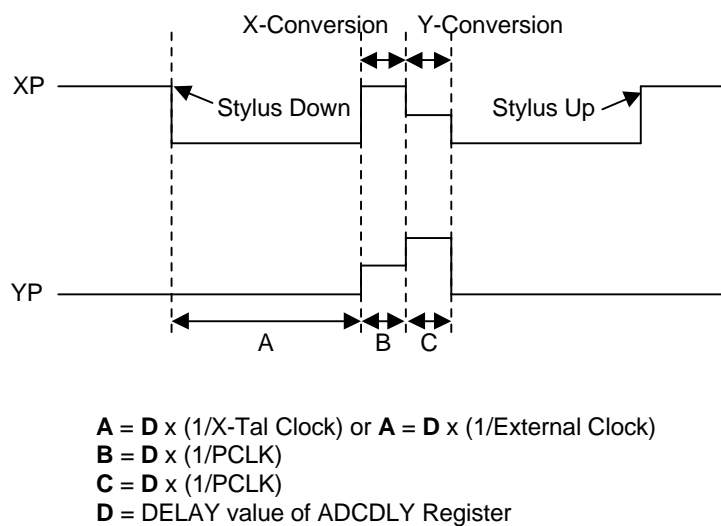 X-Conversion Y-Conversion
XP
Stylus Down
Stylus Up
YP
A
B
C
A = D x (1/X-Tal Clock) or A = D x (1/External Clock)
B = D x (1/PCLK)
C = D x (1/PCLK)
D = DELAY value of ADCDLY Register